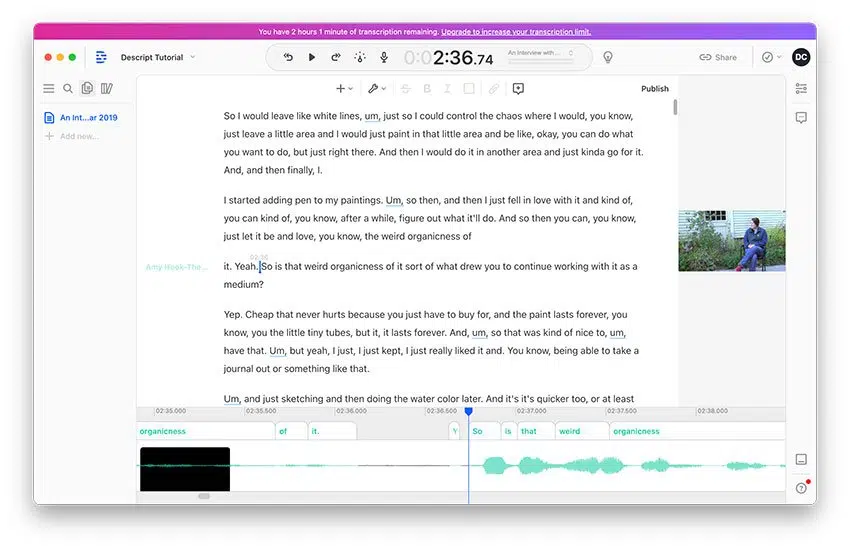 You have 2 hours 1 minute of transcription remaining. Upgrade to increase your transcription limit.
Descript Tutorial
0:02:36.74
An Interview with...
Share
DC
Publish
An Int...ar 2019
Add new...
So I would leave like white lines, um, just so I could control the chaos where I would, you know,
just leave a little area and I would just paint in that little area and be like, okay, you can do what
you want to do, but just right there. And then I would do it in another area and just kinda go for it.
And, and then finally, I.
I started adding pen to my paintings. Um, so then, and then I just fell in love with it and kind of,
you can kind of, you know, after a while, figure out what it'll do. And so then you can, you know,
just let it be and love, you know, the weird organicness of
02:36
it. Yeah. So is that weird organicness of it sort of what drew you to continue working with it as a
medium?
Yep. Cheap that never hurts because you just have to buy for, and the paint lasts forever, you
know, you the little tiny tubes, but it, it lasts forever. And, um, so that was kind of nice to, um,
have that. Um, but yeah, I just, I just kept, I just really liked it and. You know, being able to take a
journal out or something like that.
Um, and just sketching and then doing the water color later. And it's it's quicker too, or at least
02:35.000
02:35.500
02:36.000
02:36.500
02:37.000
02:37.500
02:38.000
organicness
of
it.
Y
So
is
that
weird
organicness